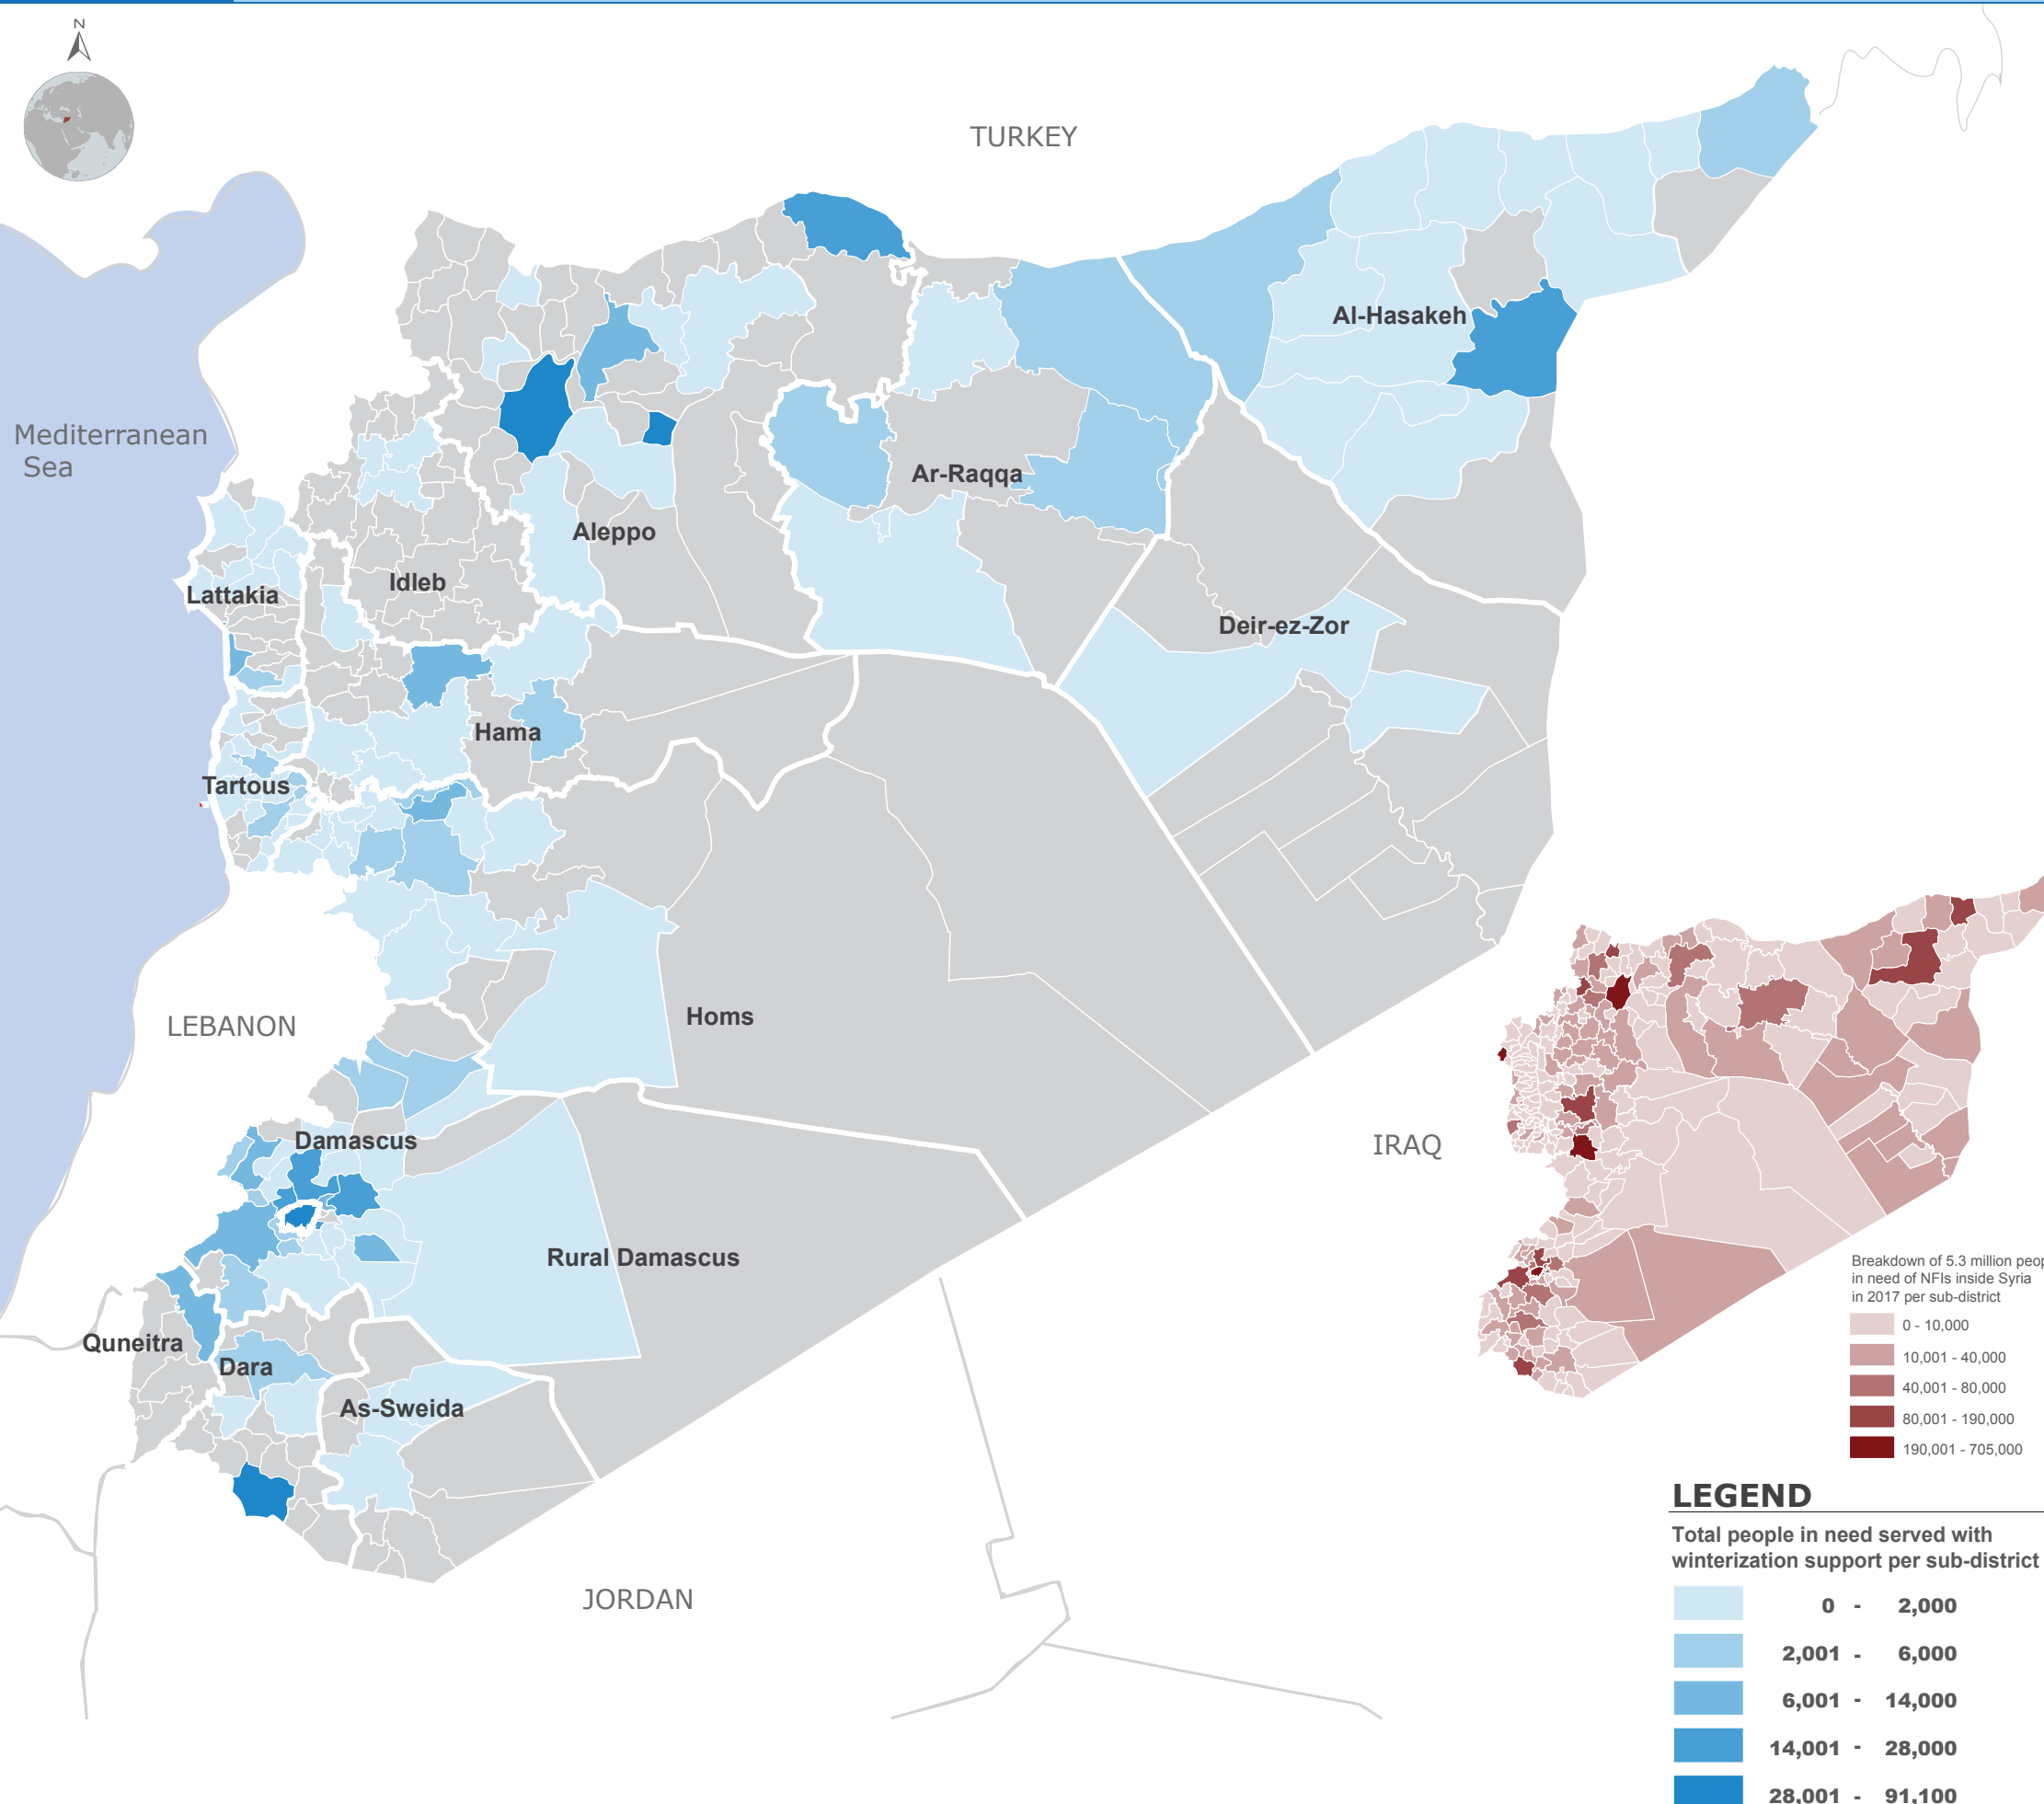 N
TURKEY
Al-Hasakeh
Mediterranean
Sea
Ar-Raqqa
Aleppo
Idleb
Lattakia
Deir-ez-Zor
Hama
Tartous
Homs
LEBANON
Damascus
IRAQ
Rural Damascus
Quneitra
Dara
As-Sweida
JORDAN
Breakdown of 5.3 million
in need of NFIs inside Syria
in 2017 per sub-district
0 - 10,000
10,001 - 40,000
40,001 - 80,000
80,001 - 190,000
190,001 - 705,000
LEGEND
Total people in need served with
winterization support per sub-district
0 - 2,000
2,001 - 6,000
6,001 - 14,000
14,001 - 28,000
28,001 - 91,100